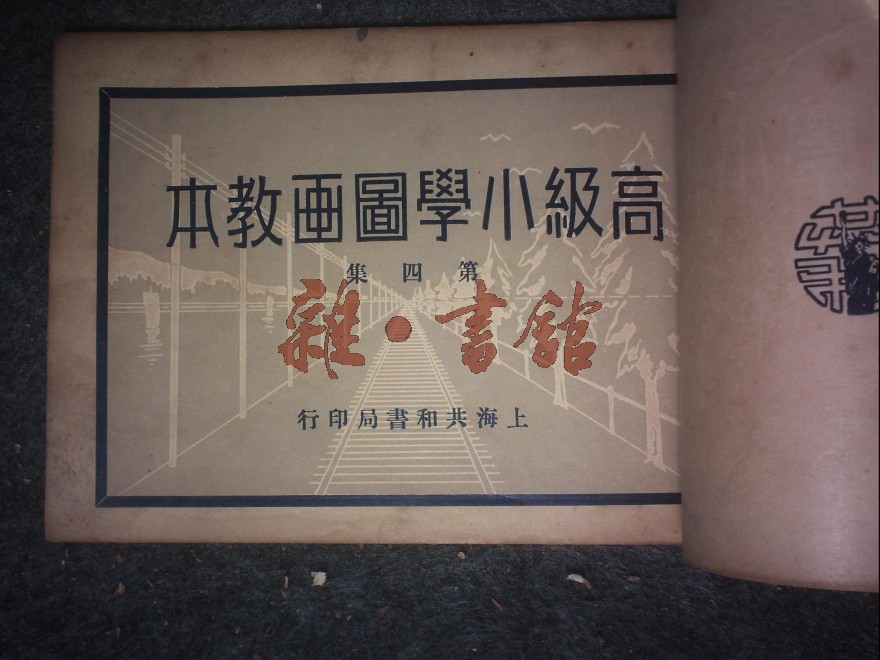 高級小學圖画教本
第四集
雜·書館
上海共和書局印行